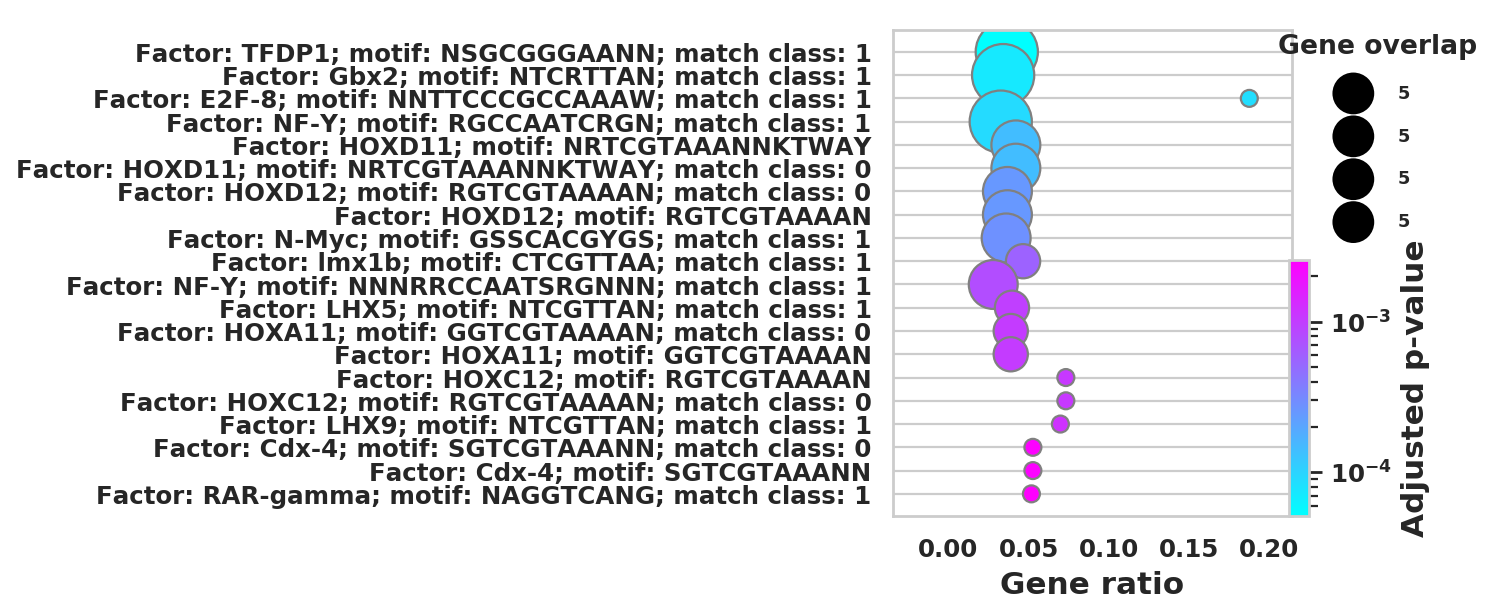 Factor: TFDP1; motif: NSGCGGGAANN; match class: 1
Factor: Gbx2; motif: NTCRTTAN; match class: 1
Factor: E2F-8; motif: NNTTCCCGCCAAAW; match class: 1
Factor: NF-Y; motif: RGCCAATCRGN; match class: 1
Factor: HOXD11; motif: NRTCGTAAANNKTWAY
Factor: HOXD11; motif: NRTCGTAAANNKTWAY; match class: 0
Factor: HOXD12; motif: RGTCGTAAAAN; match class: 0
Factor: HOXD12; motif: RGTCGTAAAAN
Factor: N-Myc; motif: GSSCACGYGS; match class: 1
Factor: lmx1b; motif: CTCGTTAA; match class: 1
Factor: NF-Y; motif: NNNRRCCAATSRGNNN; match class: 1
Factor: LHX5; motif: NTCGTTAN; match class: 1
Factor: HOXA11; motif: GGTCGTAAAAN; match class: 0
Factor: HOXA11; motif: GGTCGTAAAAN
Factor: HOXC12; motif: RGTCGTAAAAN
Factor: HOXC12; motif: RGTCGTAAAAN; match class: 0
Factor: LHX9; motif: NTCGTTAN; match class: 1
Factor: Cdx-4; motif: SGTCGTAAANN; match class: 0
Factor: Cdx-4; motif: SGTCGTAAANN
Factor: RAR-gamma; motif: NAGGTCANG; match class: 1
0.00 0.05 0.10 0.15 0.20
Gene ratio
Gene overlap
5
5
5
5
10⁻³
10⁻⁴
Adjusted p-value